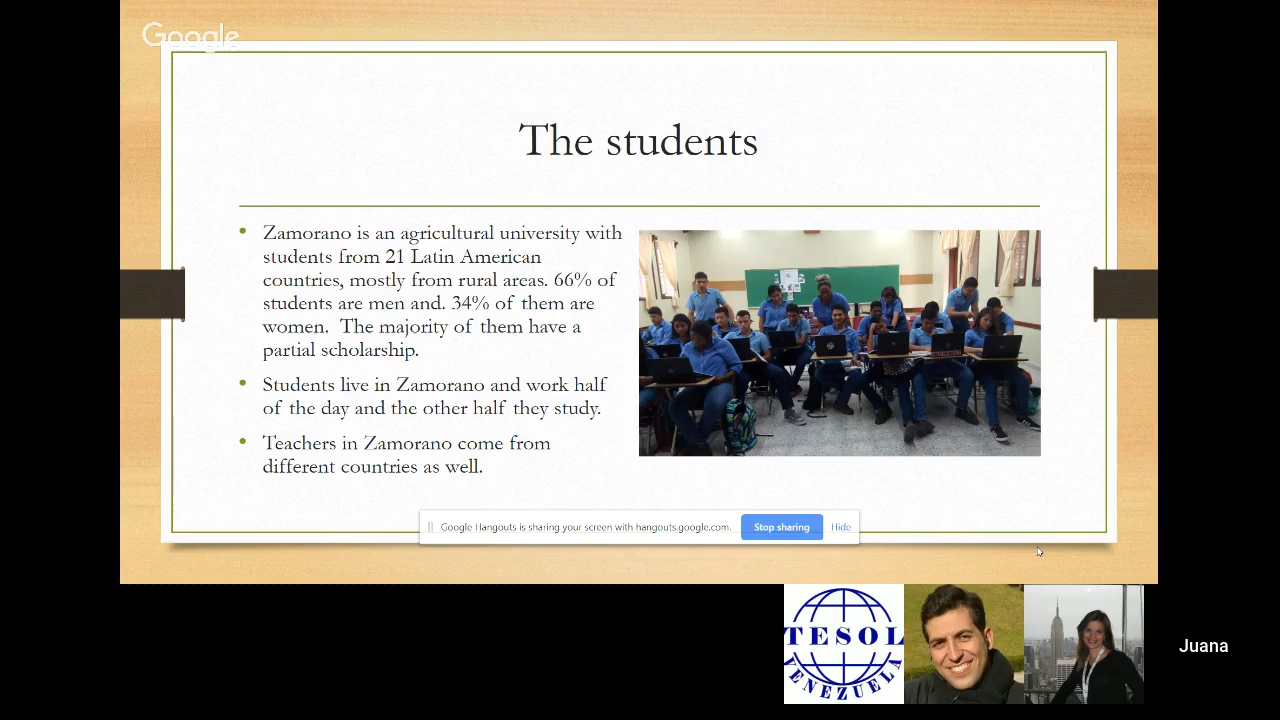 Google
The students
• Zamorano is an agricultural university with
students from 21 Latin American
countries, mostly from rural areas. 66% of
students are men and. 34% of them are
women. The majority of them have a
partial scholarship.
• Students live in Zamorano and work half
of the day and the other half they study.
• Teachers in Zamorano come from
different countries as well.
Google Hangouts is sharing your screen with hangouts.google.com. Stop sharing Hide
TESOL
VENEZUELA
Juana